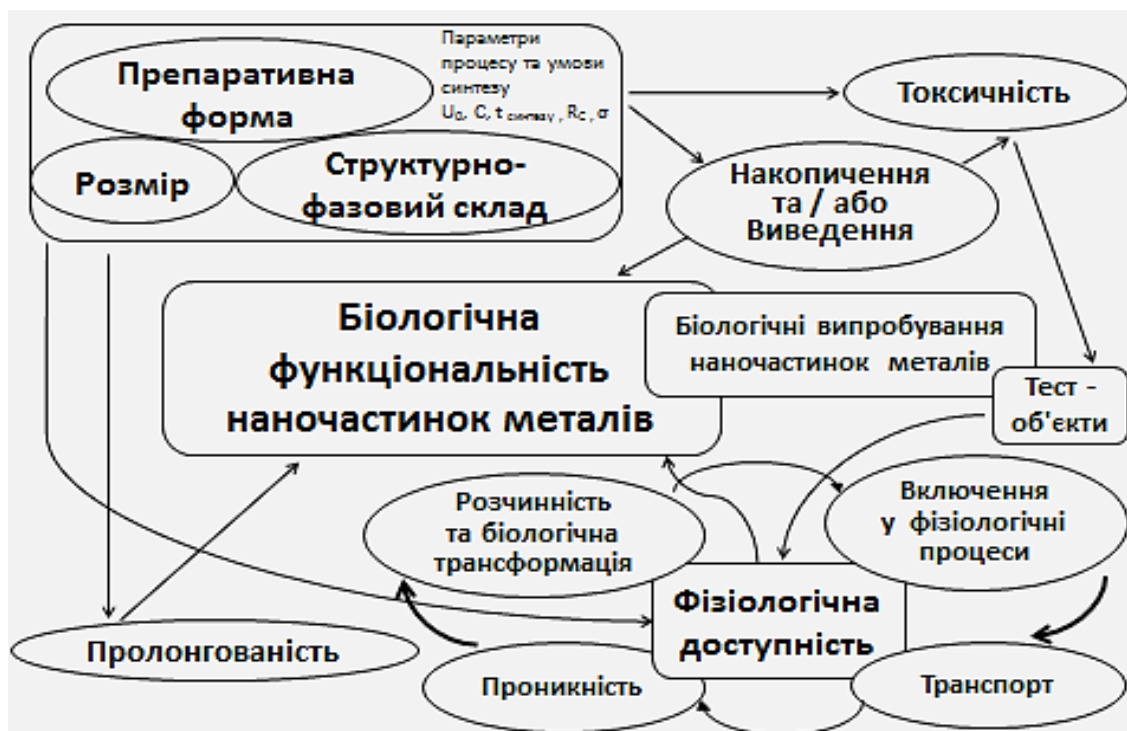 Препаративна
форма
Параметри
процесу та умови
синтезу
U₀, C, t синтезу , R_C , σ
Токсичність
Розмір
Структурно-
фазовий склад
Накопичення
та / або
Виведення
Біологічна
функціональність
наночастинок металів
Біологічні випробування
наночастинок металів
Тест -
об'єкти
Розчинність
та біологічна
трансформація
Включення
у фізіологічні
процеси
Фізіологічна
доступність
Пролонгованість
Проникність
Транспорт